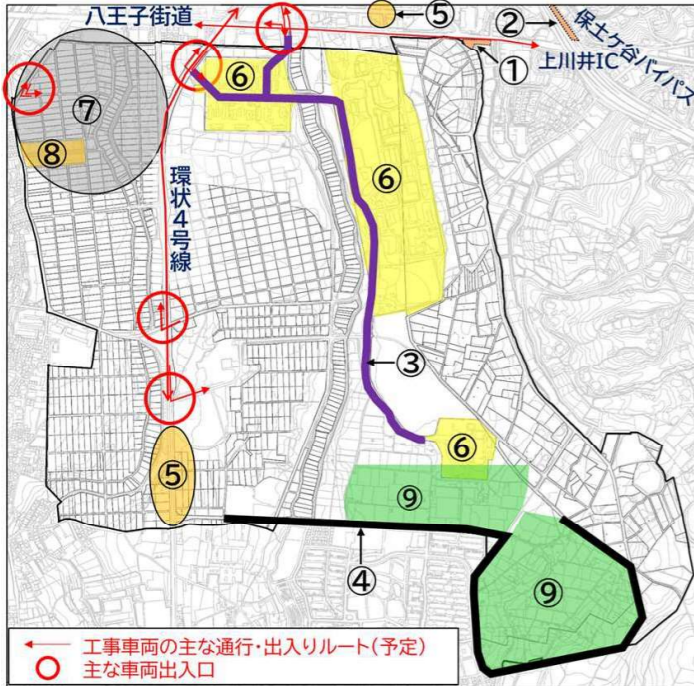 八王子街道
⑤
②
保土ケ谷バイパス
①
上川井IC
⑥
⑦
⑧
環状4号線
⑥
③
⑥
⑤
⑨
④
⑨
工事車両の主な通行・出入りルート(予定)
主な車両出入口